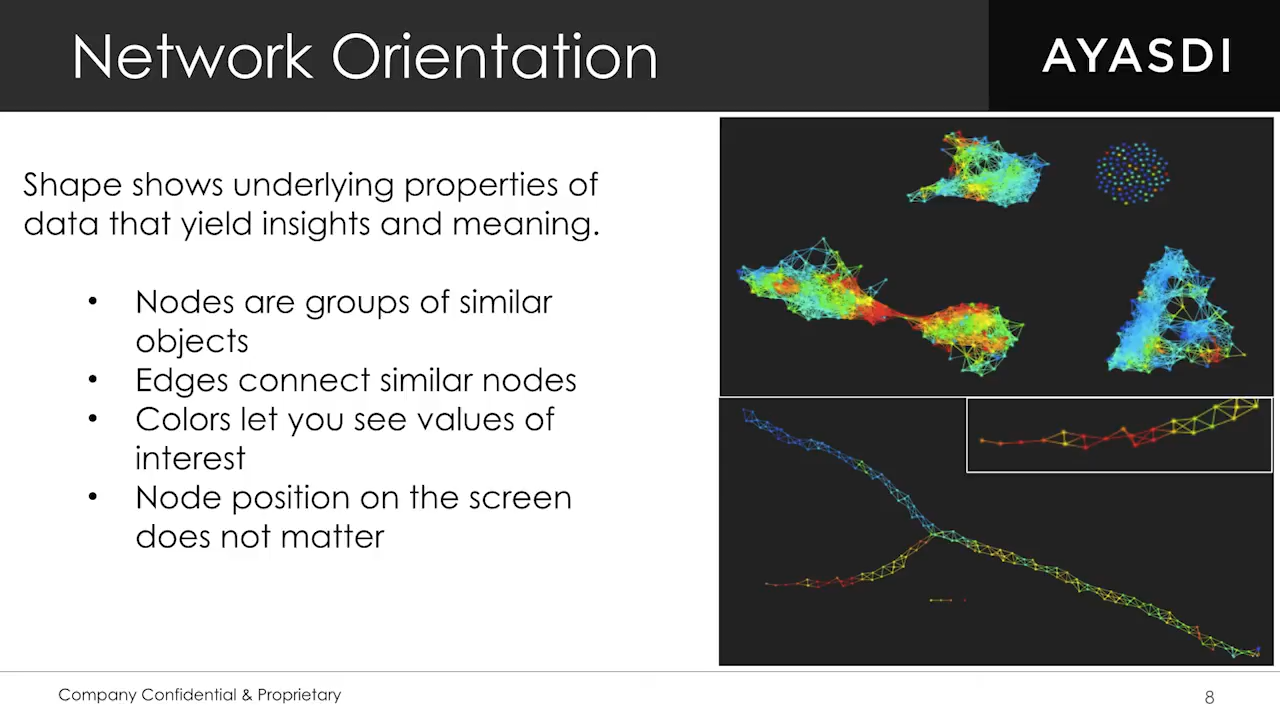 Network Orientation
AYASDI
Shape shows underlying properties of
data that yield insights and meaning.
• Nodes are groups of similar
objects
• Edges connect similar nodes
• Colors let you see values of
interest
• Node position on the screen
does not matter
Company Confidential & Proprietary
8